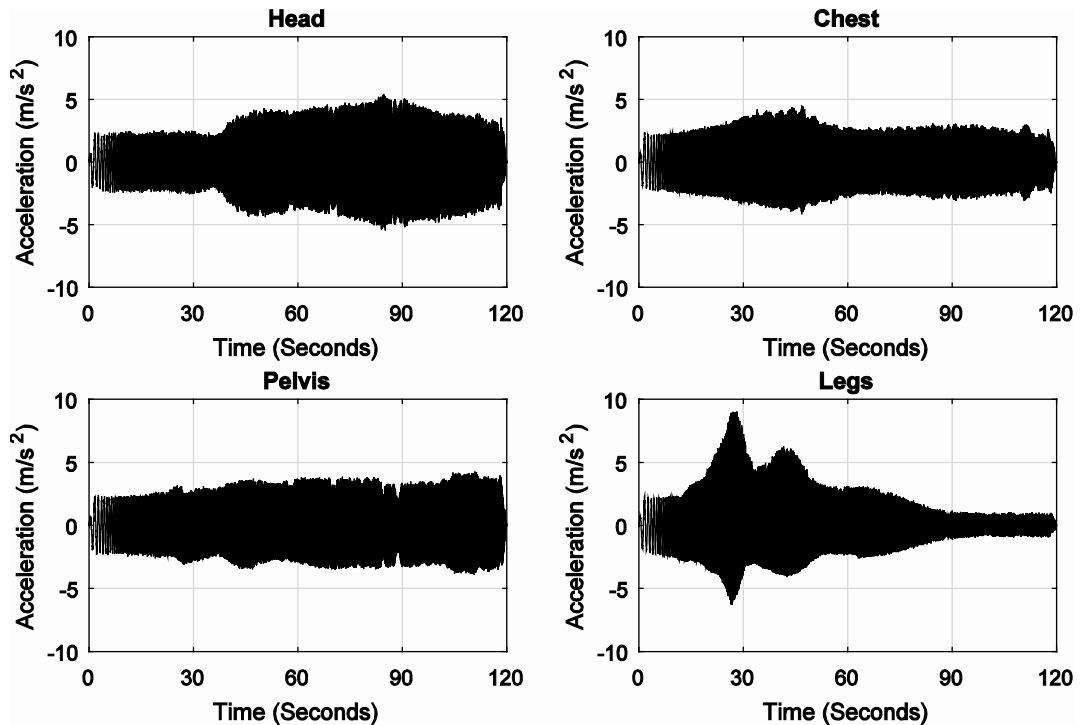 Head
10
5
0
-5
-10
Acceleration (m/s²)
0 30 60 90 120
Time (Seconds)
Chest
10
5
0
-5
-10
Acceleration (m/s²)
0 30 60 90 120
Time (Seconds)
Pelvis
10
5
0
-5
-10
Acceleration (m/s²)
0 30 60 90 120
Time (Seconds)
Legs
10
5
0
-5
-10
Acceleration (m/s²)
0 30 60 90 120
Time (Seconds)